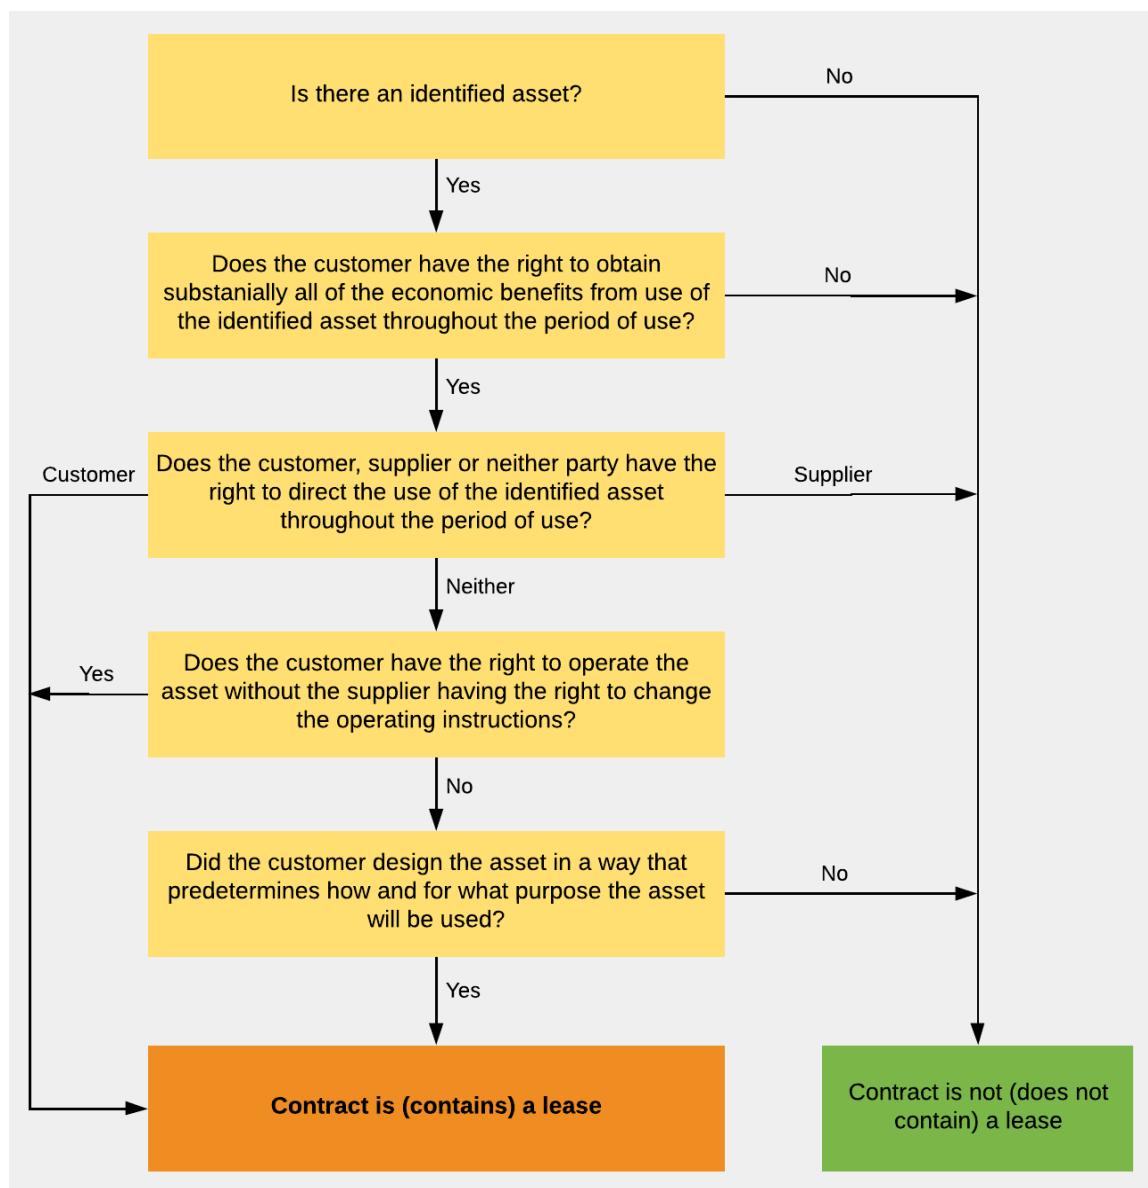 Is there an identified asset?
No
Yes
Does the customer have the right to obtain
substanially all of the economic benefits from use of
the identified asset throughout the period of use?
No
Yes
Customer
Does the customer, supplier or neither party have the
right to direct the use of the identified asset
throughout the period of use?
Supplier
Neither
Yes
Does the customer have the right to operate the
asset without the supplier having the right to change
the operating instructions?
No
Did the customer design the asset in a way that
predetermines how and for what purpose the asset
will be used?
No
Yes
Contract is (contains) a lease
Contract is not (does not
contain) a lease